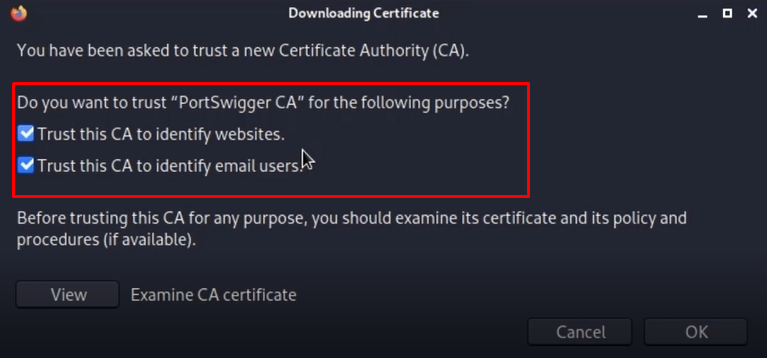 Downloading Certificate
You have been asked to trust a new Certificate Authority (CA).
Do you want to trust “PortSwigger CA” for the following purposes?
Trust this CA to identify websites.
Trust this CA to identify email users.
Before trusting this CA for any purpose, you should examine its certificate and its policy and
procedures (if available).
View Examine CA certificate
Cancel OK